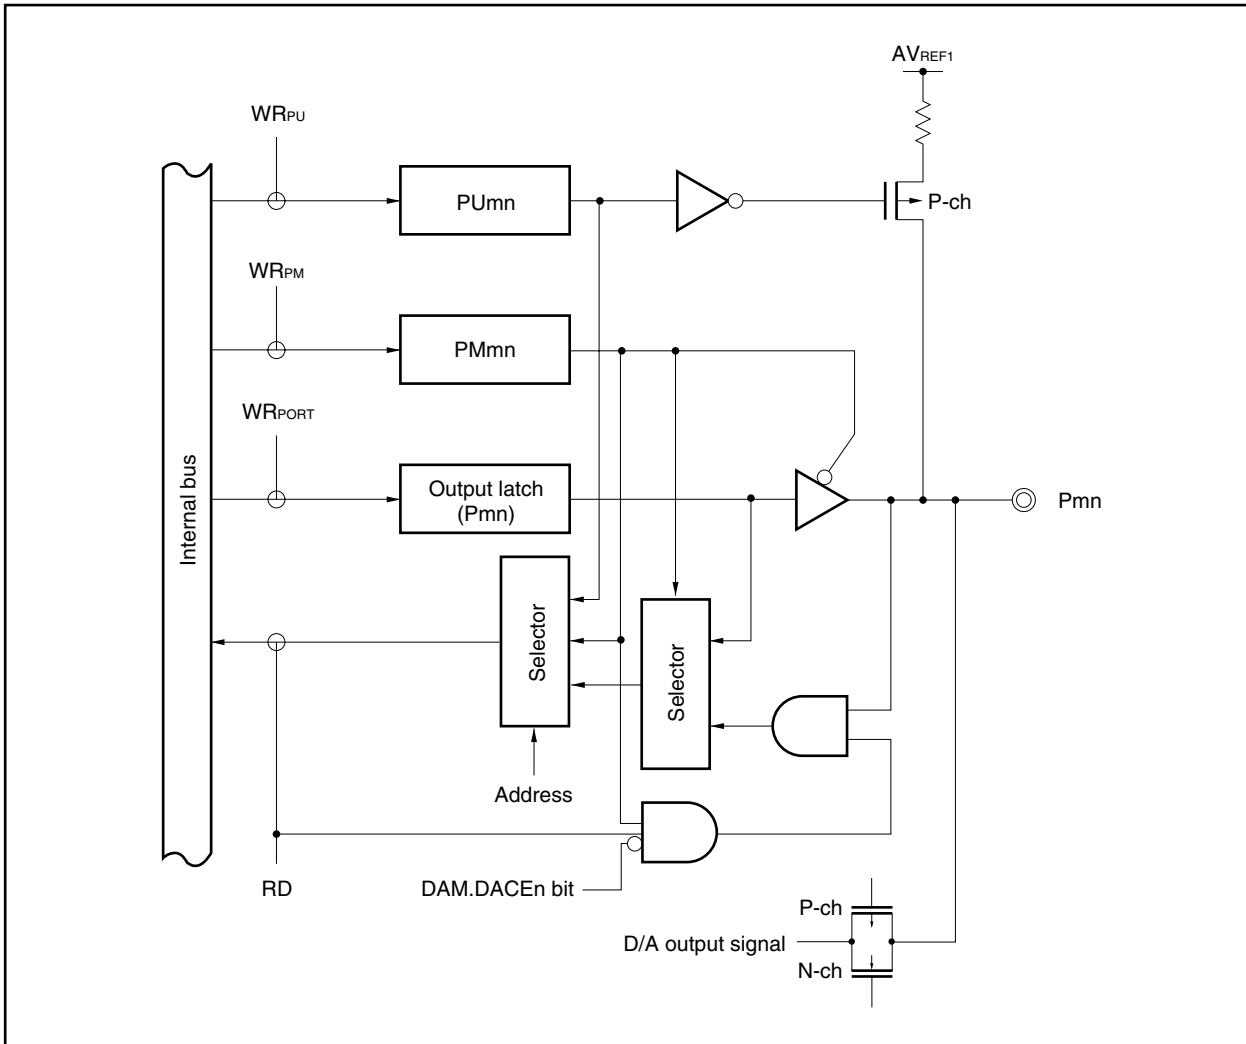 AVREF1
WRPU
PUmn
P-ch
WRPM
PMmn
WRPORT
Output latch
(Pmn)
Pmn
Internal bus
Selector
Selector
Address
RD
DAM.DACEn bit
P-ch
D/A output signal
N-ch